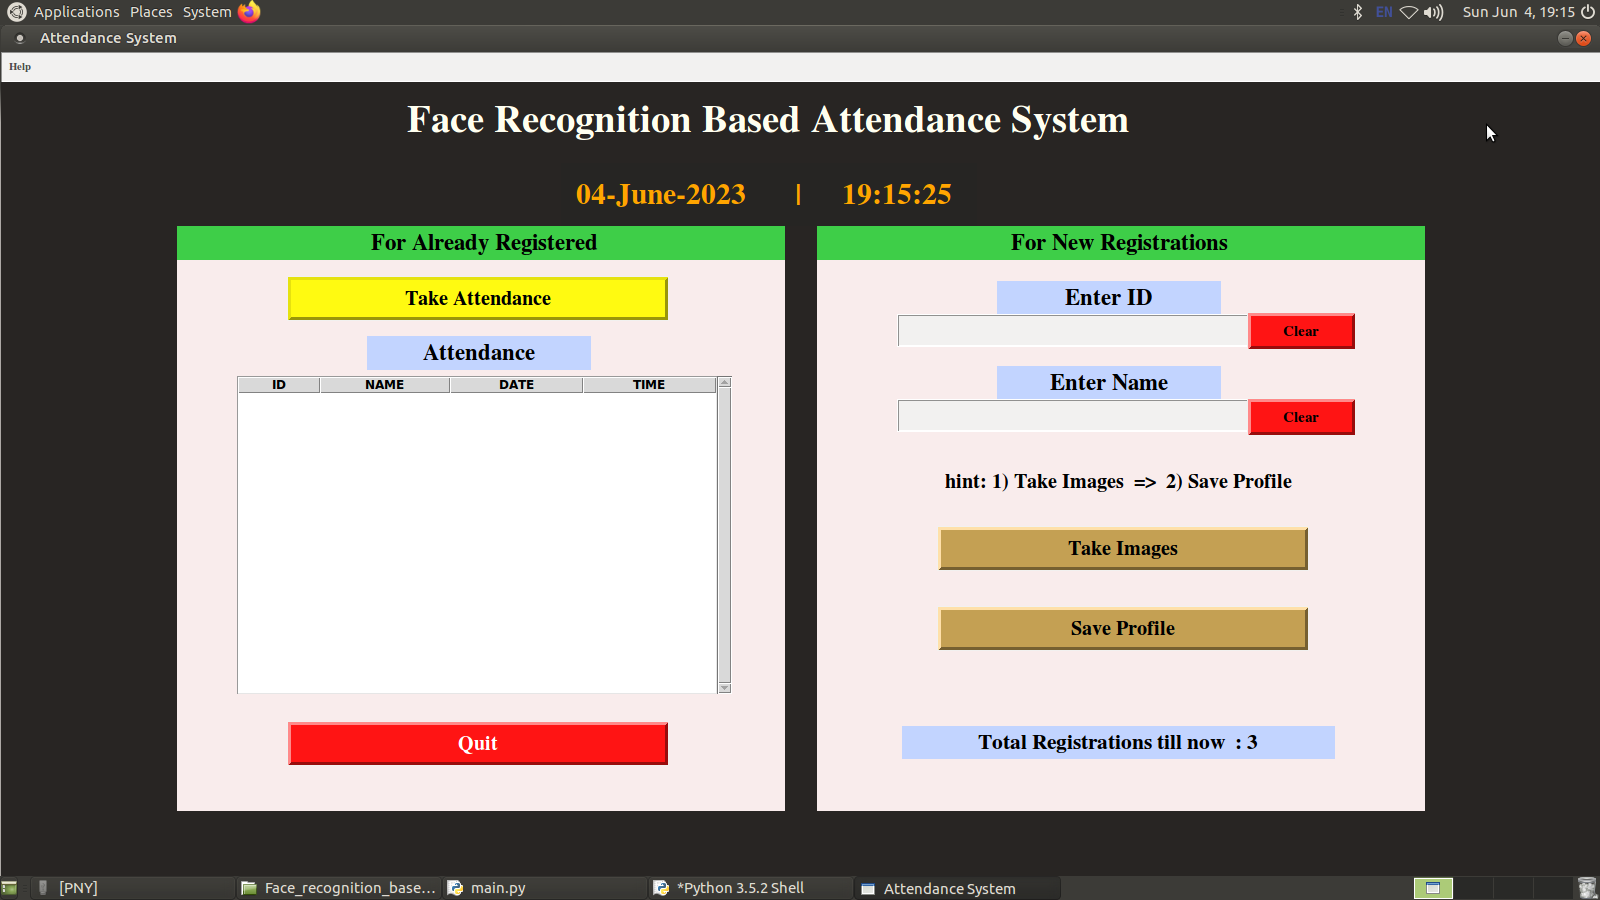 Applications Places System EN Sun Jun 4, 19:15
Attendance System
Help
Face Recognition Based Attendance System
04-June-2023 | 19:15:25
For Already Registered
Take Attendance
Attendance
ID NAME DATE TIME
Quit
For New Registrations
Enter ID
Clear
Enter Name
Clear
hint: 1) Take Images => 2) Save Profile
Take Images
Save Profile
Total Registrations till now : 3
[PNY] Face_recognition_base... main.py *Python 3.5.2 Shell Attendance System